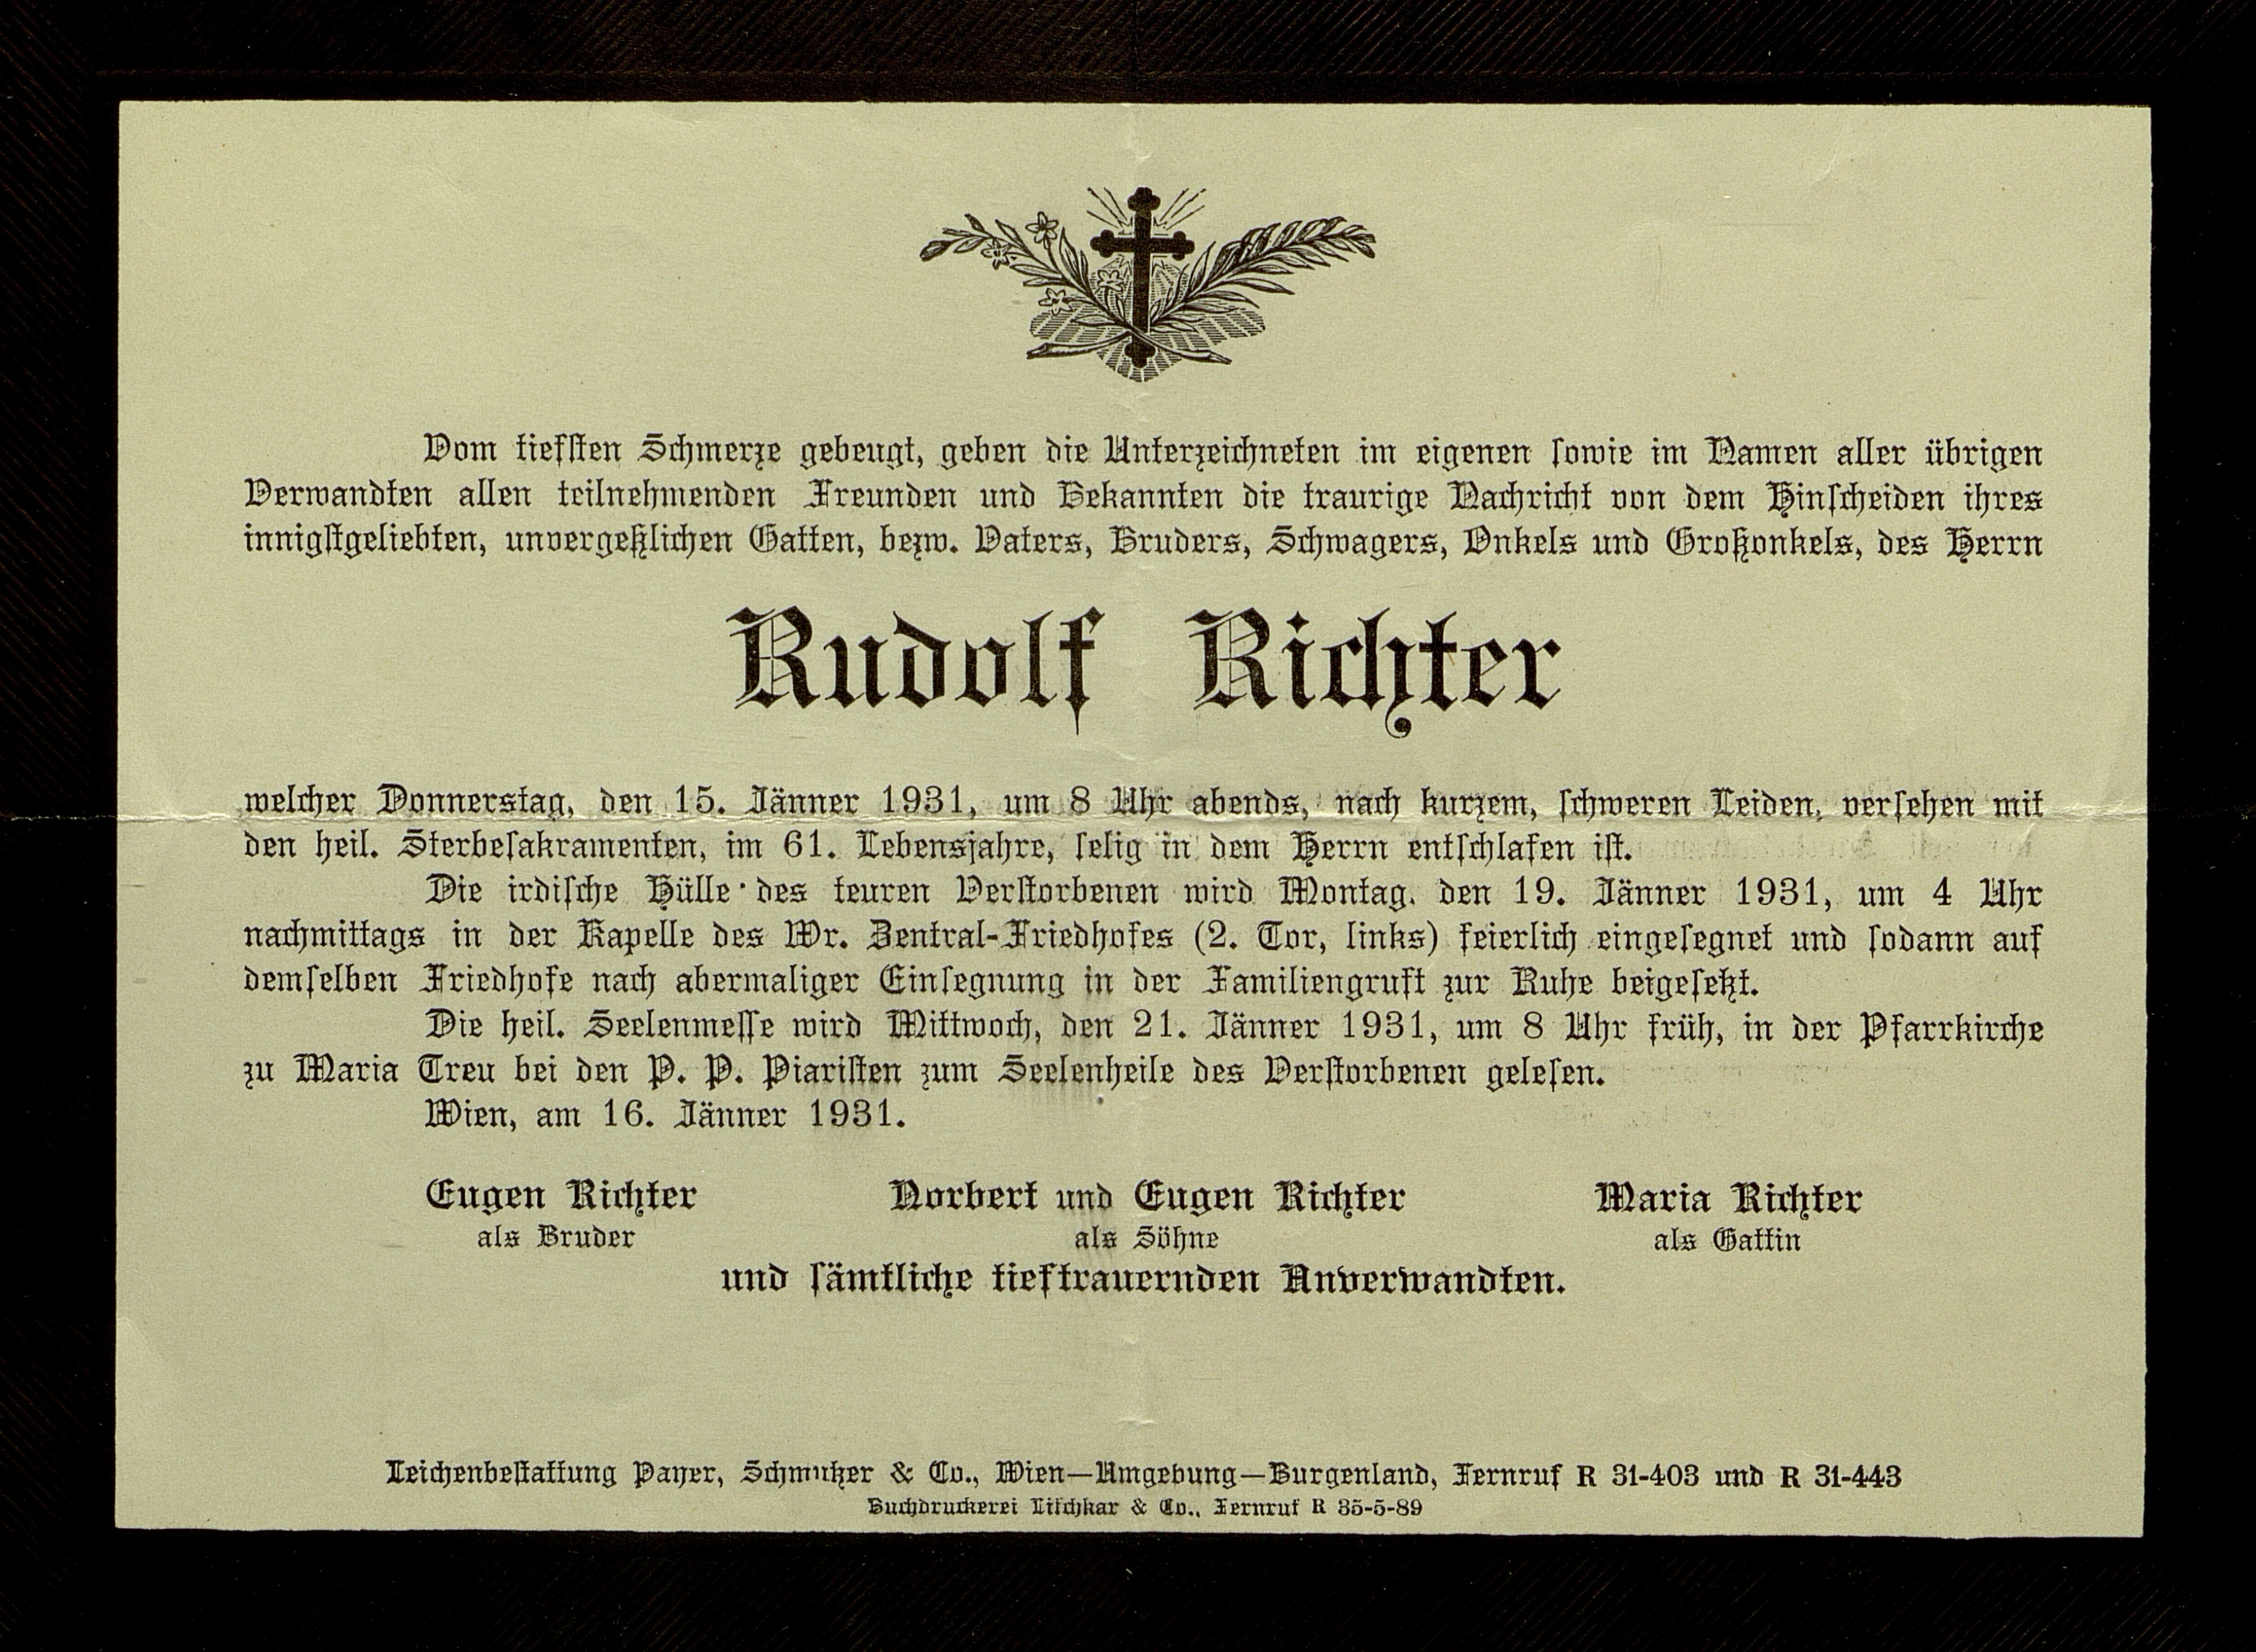 Vom tiefsten Schmerze gebeugt, geben die Unterzeichneten im eigenen sowie im Namen aller übrigen
Verwandten allen teilnehmenden Freunden und Bekannten die traurige Nachricht von dem Hinscheiden ihres
innigstgeliebten, unvergeßlichen Gatten, bezw. Vaters, Bruders, Schwagers, Onkels und Großonkels, des Herrn
Rudolf Richter
welcher Donnerstag, den 15. Jänner 1931, um 8 Uhr abends, nach kurzem, schweren Leiden, versehen mit
den heil. Sterbesakramenten, im 61. Lebensjahre, selig in dem Herrn entschlafen ist.
Die irdische Hülle des teuren Verstorbenen wird Montag, den 19. Jänner 1931, um 4 Uhr
nachmittags in der Kapelle des Wr. Zentral-Friedhofes (2. Tor, links) feierlich eingesegnet und sodann auf
demselben Friedhofe nach abermaliger Einsegnung in der Familiengruft zur Ruhe beigesetzt.
Die heil. Seelenmesse wird Mittwoch, den 21. Jänner 1931, um 8 Uhr früh, in der Pfarrkirche
zu Maria Treu bei den P. P. Piaristen zum Seelenheile des Verstorbenen gelesen.
Wien, am 16. Jänner 1931.
Eugen Richter Norbert und Eugen Richter Maria Richter
als Bruder als Söhne als Gattin
und sämtliche tieftrauernden Anverwandten.
Leichenbestattung Payer, Schmutzer & Co., Wien—Umgebung—Burgenland, Fernruf R 31-403 und R 31-443
Buchdruckerei Lischkar & Co., Fernruf R 35-5-89